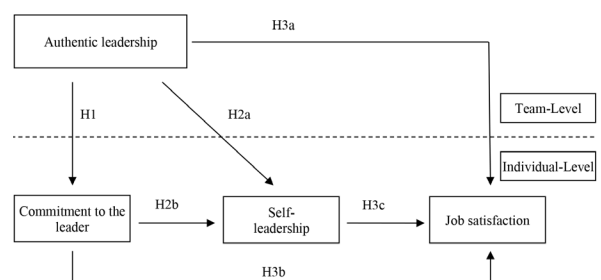 H3a
Authentic leadership
H1
H2a
Team-Level
Individual-Level
Commitment to the
leader
H2b
Self-
leadership
H3c
Job satisfaction
H3b